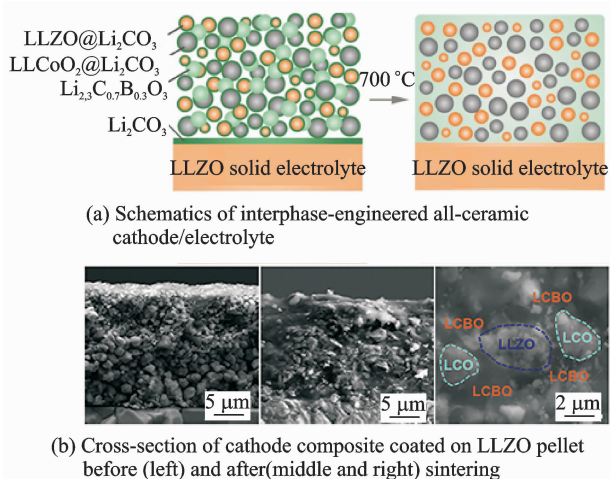 LLZO@Li₂CO₃
LLCoO₂@Li₂CO₃
Li₂,₃C₀.₇B₀.₃O₃
Li₂CO₃
LLZO solid electrolyte
700 °C
LLZO solid electrolyte
(a) Schematics of interphase-engineered all-ceramic
cathode/electrolyte
5 μm
5 μm
LCBO
LCBO
LLZO
LCO
LCO
LCBO
LCBO
2 μm
(b) Cross-section of cathode composite coated on LLZO pellet
before (left) and after(middle and right) sintering